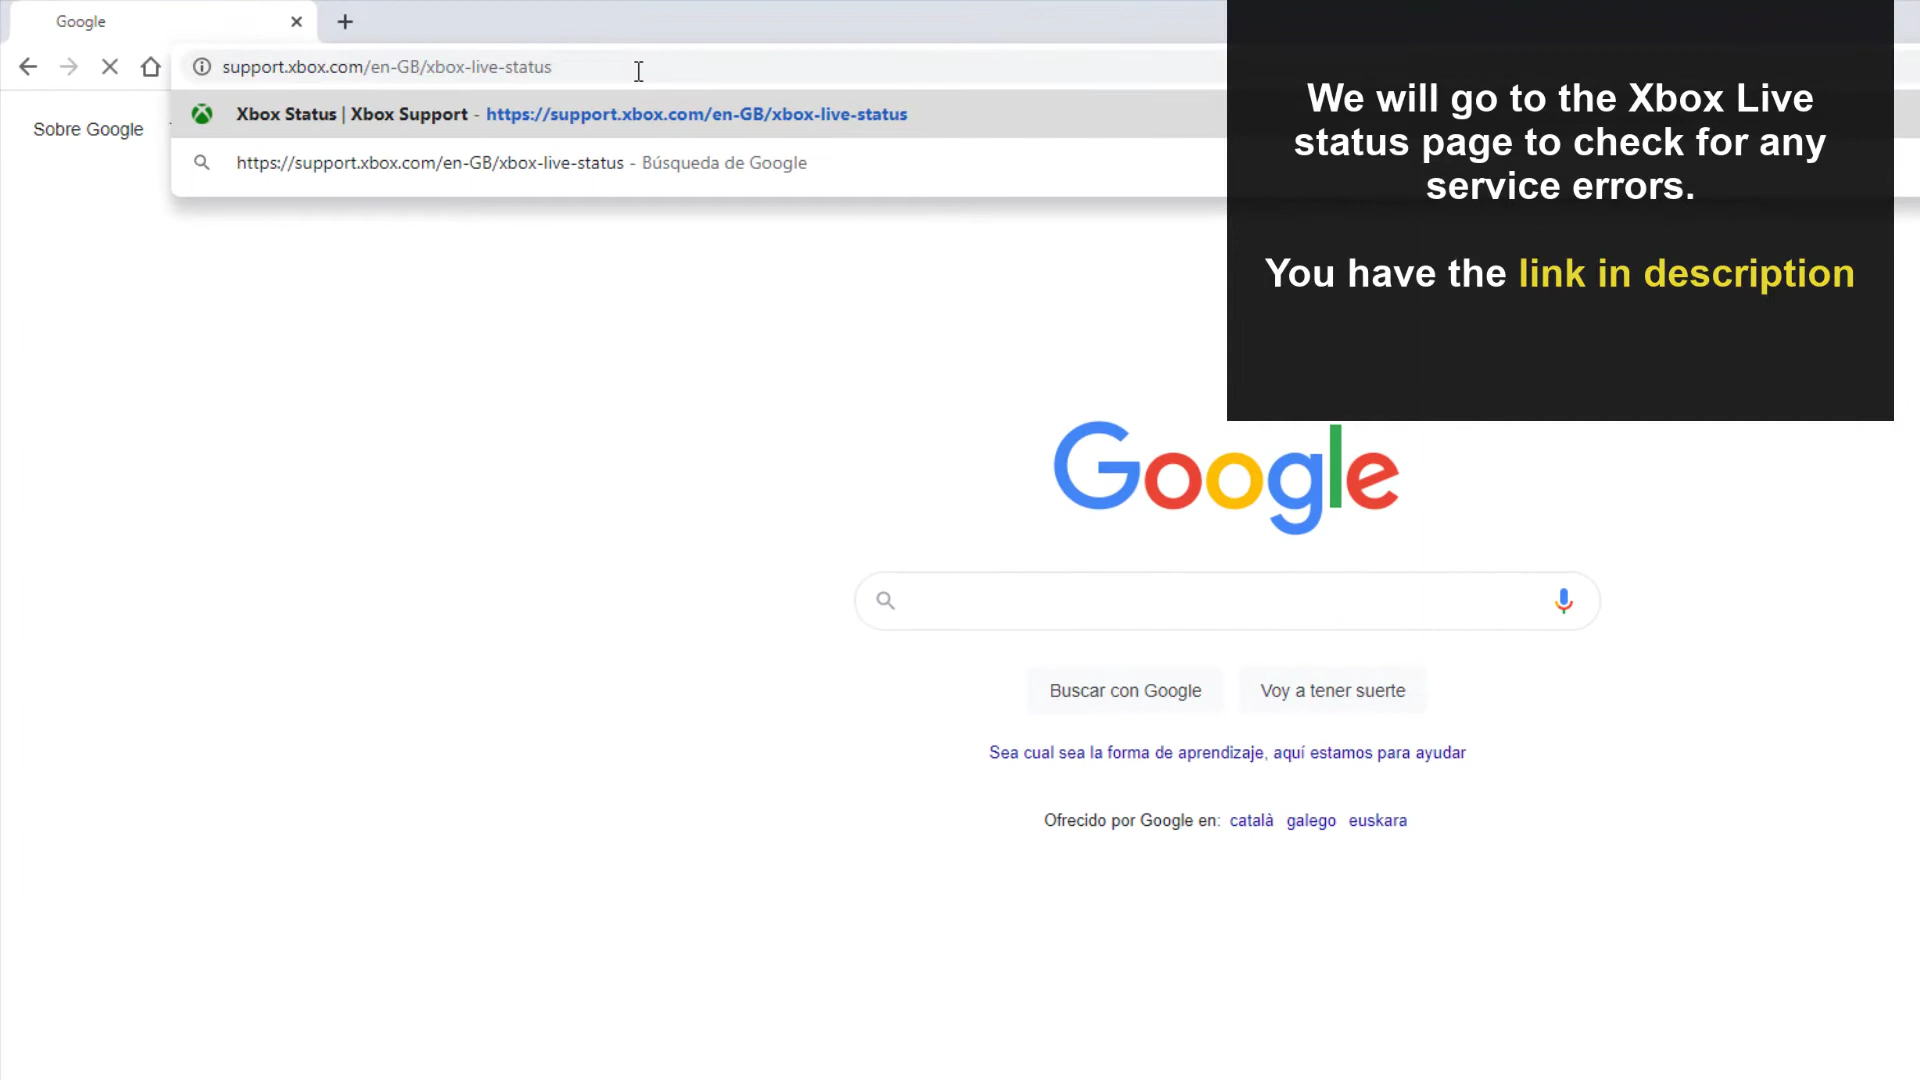 Google
support.xbox.com/en-GB/xbox-live-status
Xbox Status | Xbox Support - https://support.xbox.com/en-GB/xbox-live-status
https://support.xbox.com/en-GB/xbox-live-status - Búsqueda de Google
Sobre Google
We will go to the Xbox Live
status page to check for any
service errors.
You have the link in description
Google
Buscar con Google
Voy a tener suerte
Sea cual sea la forma de aprendizaje, aquí estamos para ayudar
Ofrecido por Google en: català galego euskara